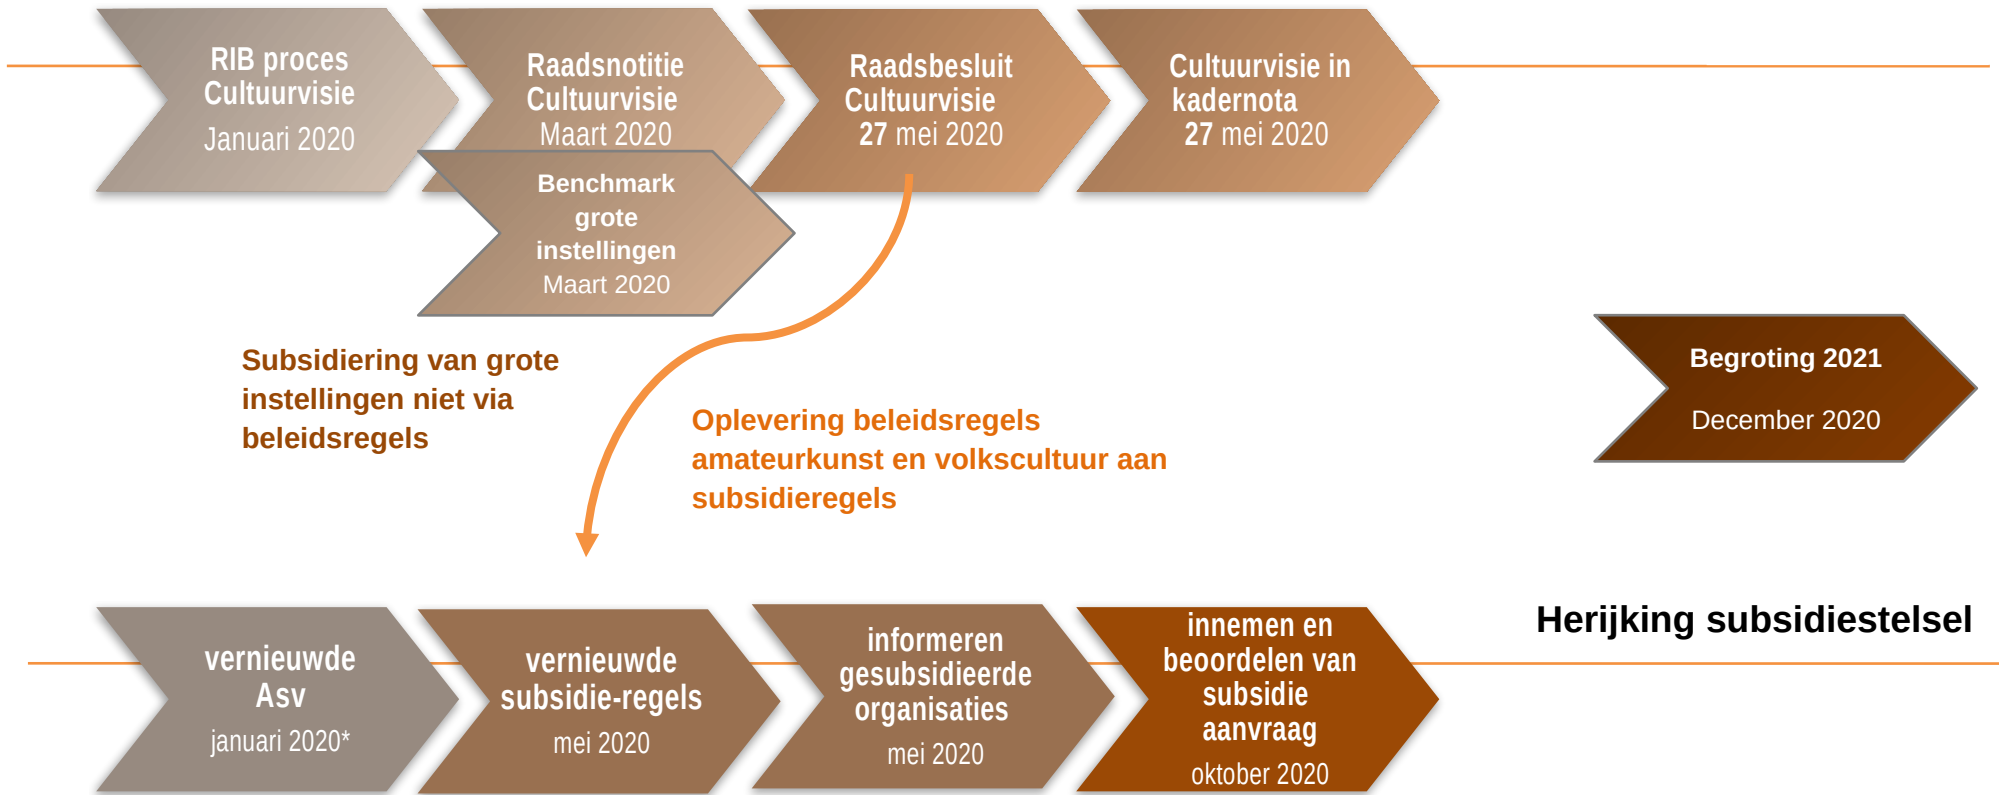 RIB proces
Cultuurvisie
Januari 2020
Raadsnotitie
Cultuurvisie
Maart 2020
Raadsbesluit
Cultuurvisie
27 mei 2020
Cultuurvisie in
kadernota
27 mei 2020
Benchmark
grote
instellingen
Maart 2020
Subsidiering van grote
instellingen niet via
beleidsregels
Oplevering beleidsregels
amateurkunst en volkscultuur aan
subsidieregels
Begroting 2021
December 2020
Herijking subsidiestelsel
vernieuwde
Asv
januari 2020*
vernieuwde
subsidie-regels
mei 2020
informeren
gesubsidieerde
organisaties
mei 2020
innemen en
beoordelen van
subsidie
aanvraag
oktober 2020